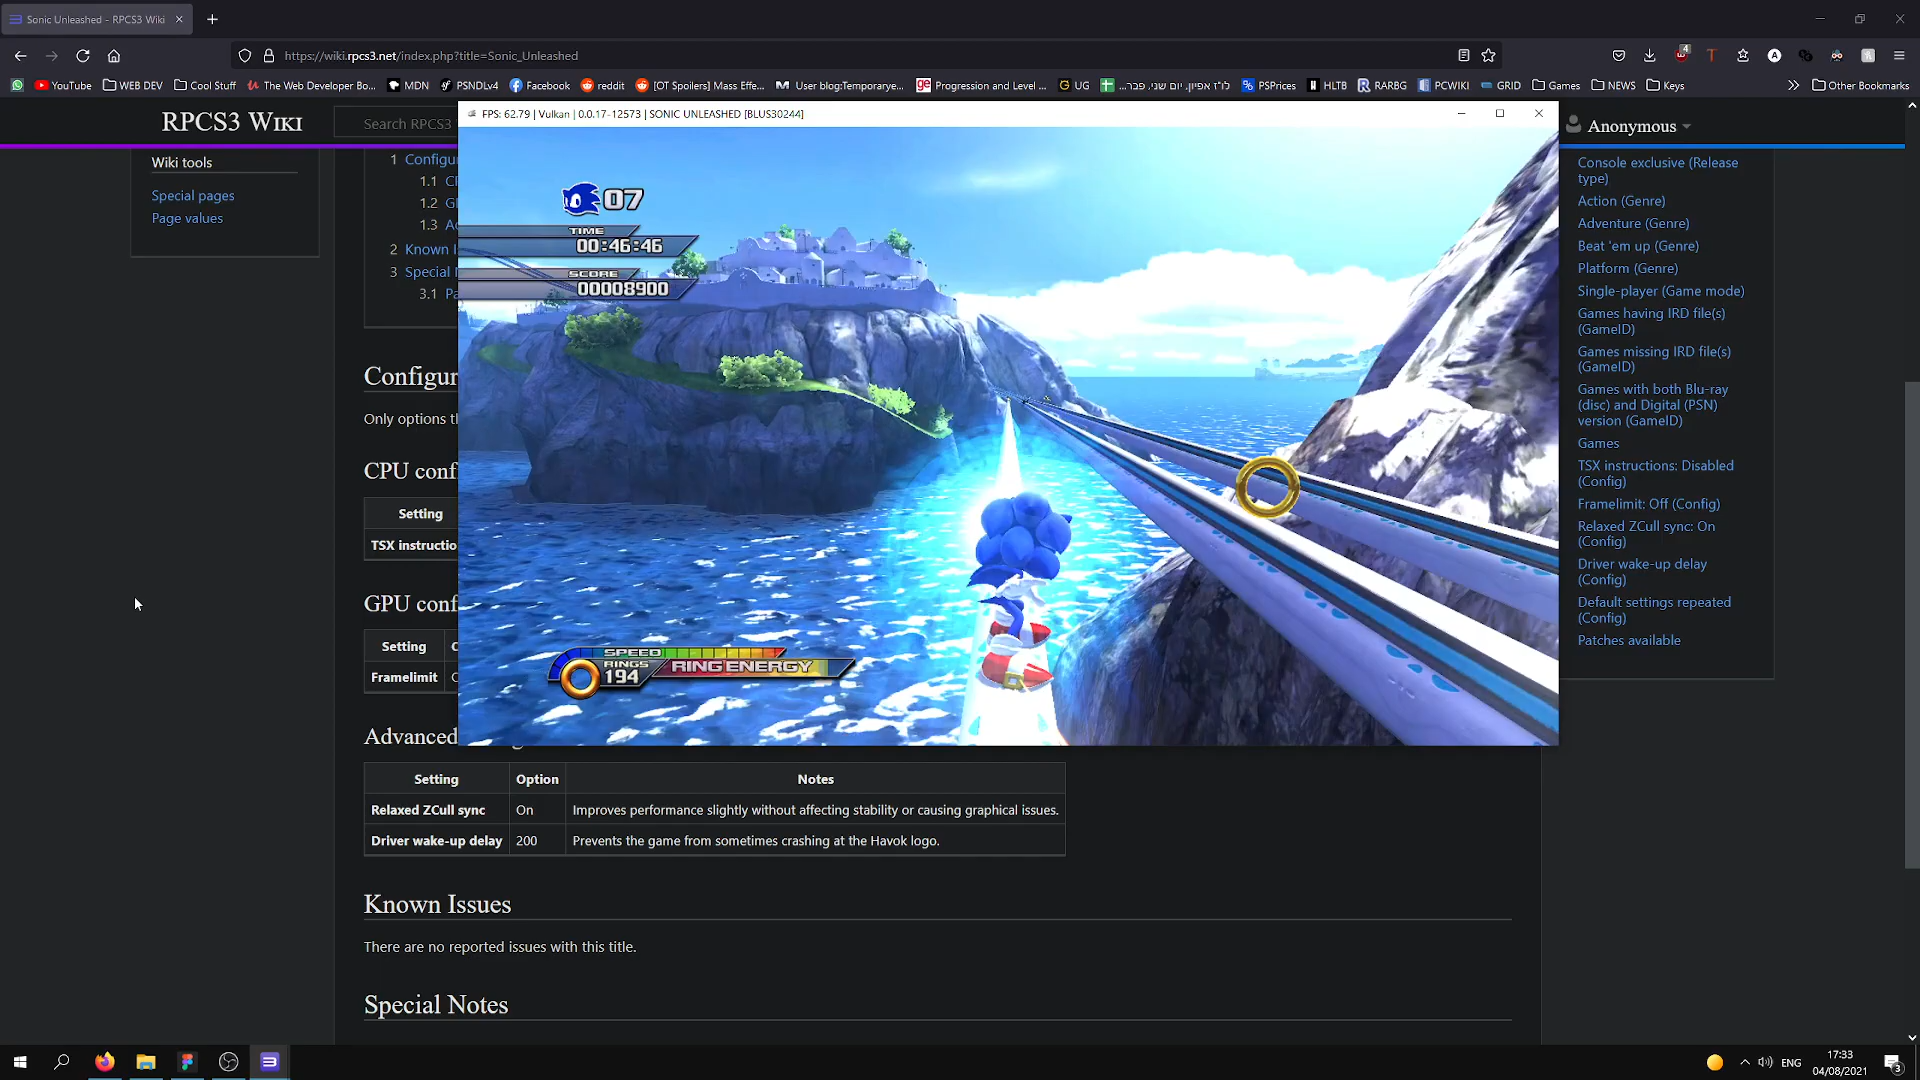 Sonic Unleashed - RPCS3 Wiki
https://wiki.rpcs3.net/index.php?title=Sonic_Unleashed
4
YouTube WEB DEV Cool Stuff The Web Developer Bo... MDN PSNDLv4 Facebook reddit [OT Spoilers] Mass Effe... User blog:Temporarye... Progression and Level ... UG לו"ז אפיון, יום שני, פבר... PSPrices HLTB RARBG PCWIKI GRID Games NEWS Keys Other Bookmarks
RPCS3 Wiki
Search RPCS3
Anonymous
Wiki tools
Special pages
Page values
1 Configu
1.1 C
1.2 G
1.3 A
2 Known
3 Special
3.1 Pa
Configur
Only options t
CPU conf
Setting
TSX instructio
GPU conf
Setting
Framelimit
FPS: 62.79 | Vulkan | 0.0.17-12573 | SONIC UNLEASHED [BLUS30244]
07
TIME
00:46:46
SCORE
00008900
SPEED
RINGS
194
RING ENERGY
Advanced
Setting Option Notes
Relaxed ZCull sync On Improves performance slightly without affecting stability or causing graphical issues.
Driver wake-up delay 200 Prevents the game from sometimes crashing at the Havok logo.
Known Issues
There are no reported issues with this title.
Special Notes
Console exclusive (Release
type)
Action (Genre)
Adventure (Genre)
Beat 'em up (Genre)
Platform (Genre)
Single-player (Game mode)
Games having IRD file(s)
(GameID)
Games missing IRD file(s)
(GameID)
Games with both Blu-ray
(disc) and Digital (PSN)
version (GameID)
Games
TSX instructions: Disabled
(Config)
Framelimit: Off (Config)
Relaxed ZCull sync: On
(Config)
Driver wake-up delay
(Config)
Default settings repeated
(Config)
Patches available
ENG
17:33
04/08/2021
3